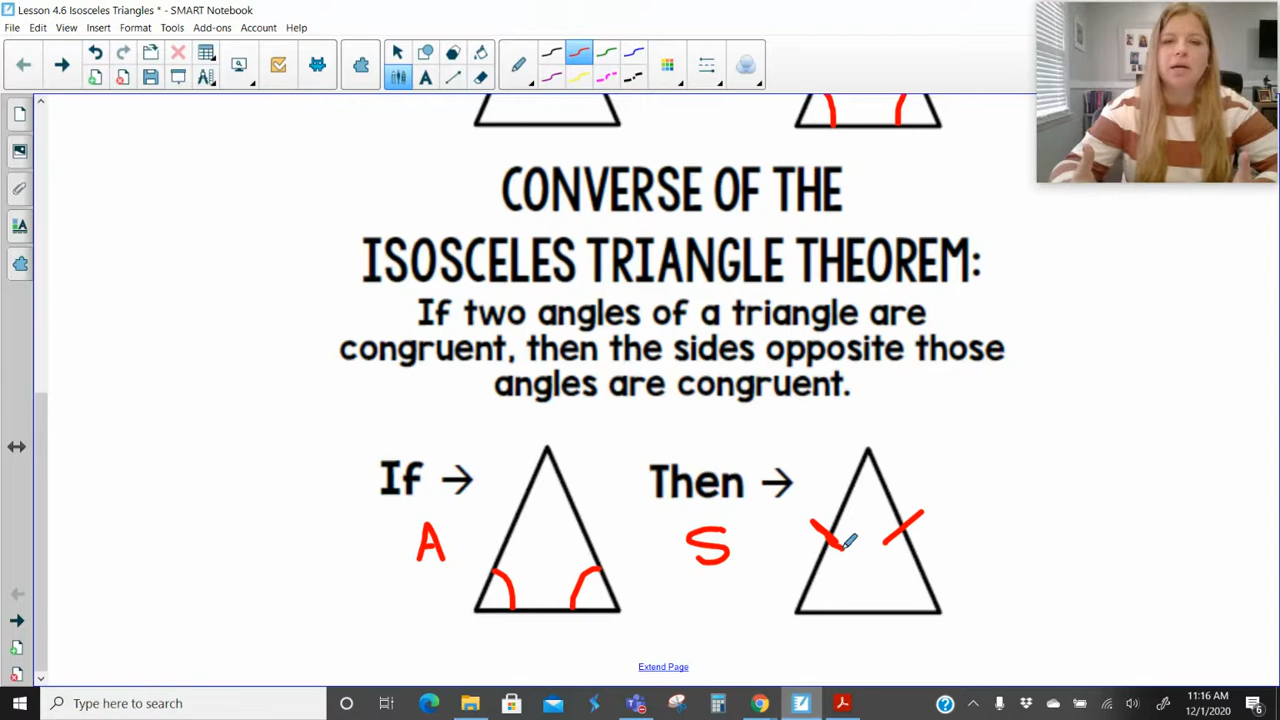 Lesson 4.6 Isosceles Triangles * - SMART Notebook
File Edit View Insert Format Tools Add-ons Account Help
CONVERSE OF THE
ISOSCELES TRIANGLE THEOREM:
If two angles of a triangle are
congruent, then the sides opposite those
angles are congruent.
If → Then →
A S
Extend Page
Type here to search
11:16 AM
12/1/2020
6